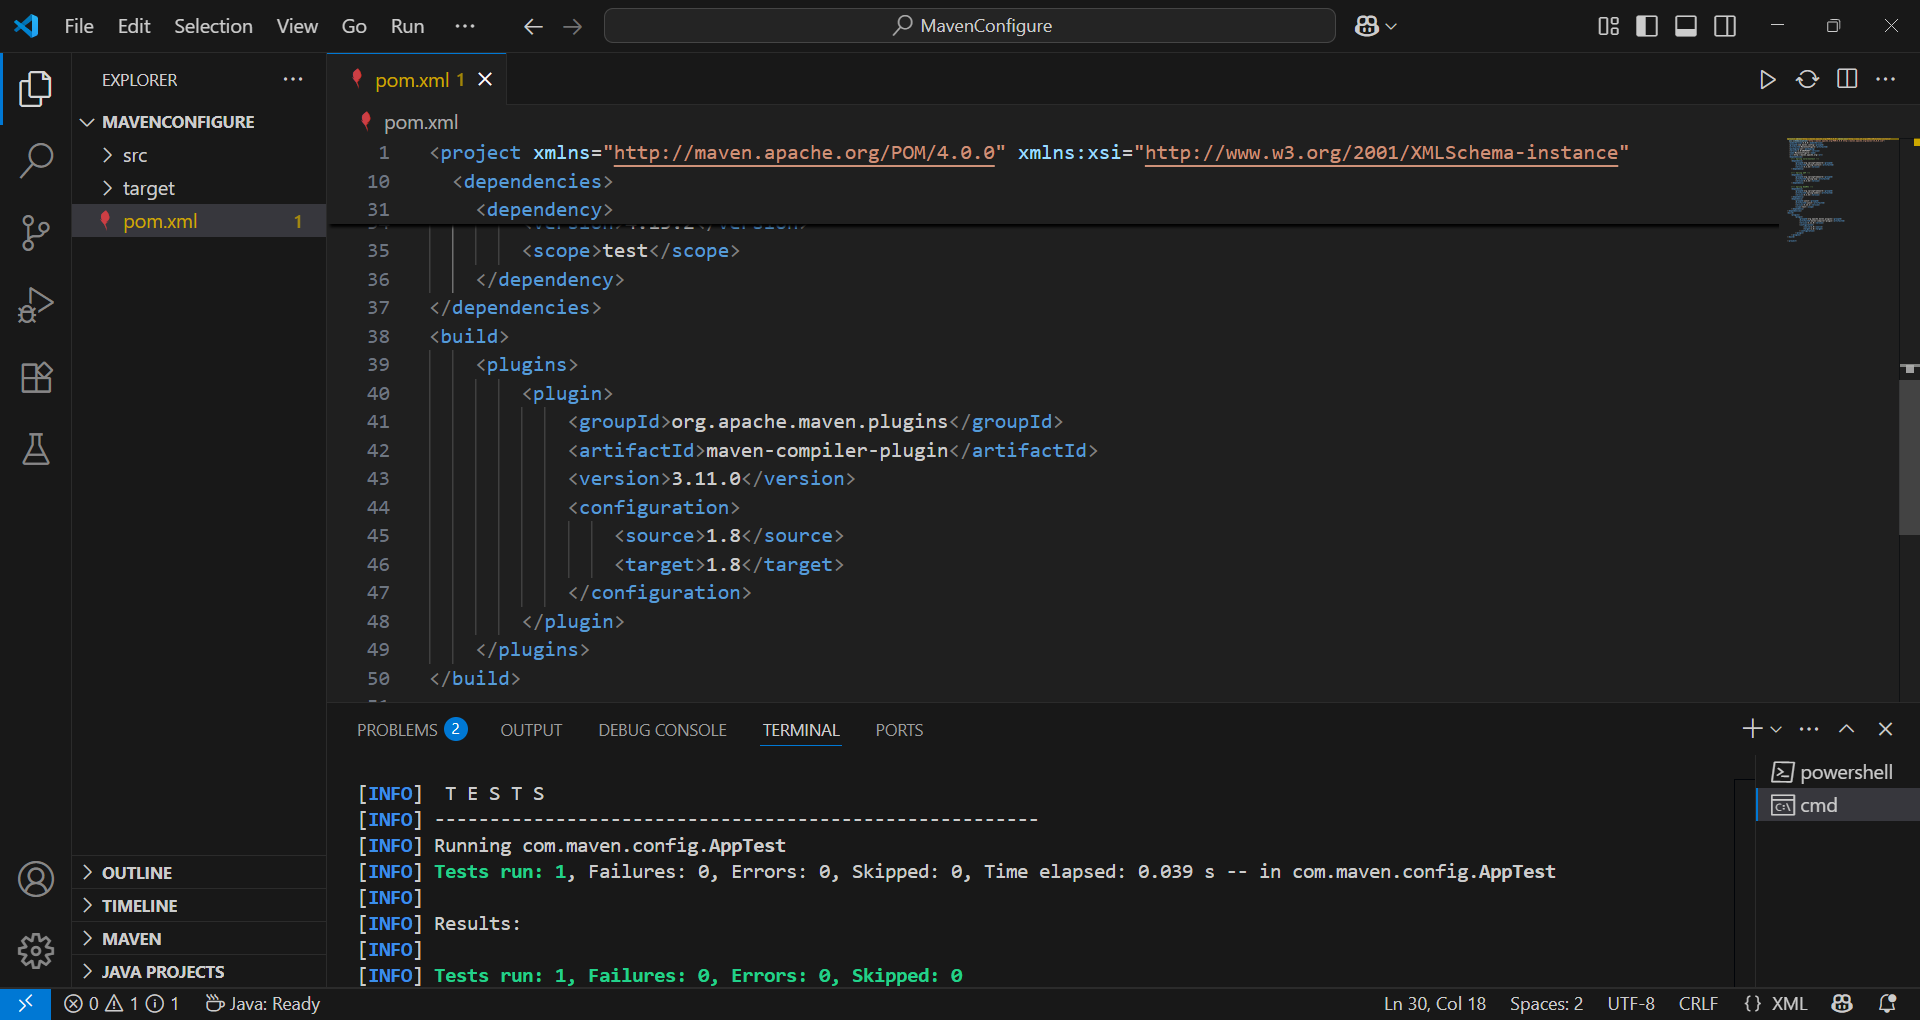 File Edit Selection View Go Run ···
MavenConfigure
EXPLORER
MAVENCONFIGURE
src
target
pom.xml 1
OUTLINE
TIMELINE
MAVEN
JAVA PROJECTS
pom.xml 1
pom.xml
1 <project xmlns="http://maven.apache.org/POM/4.0.0" xmlns:xsi="http://www.w3.org/2001/XMLSchema-instance"
10 <dependencies>
31 <dependency>
35 <scope>test</scope>
36 </dependency>
37 </dependencies>
38 <build>
39 <plugins>
40 <plugin>
41 <groupId>org.apache.maven.plugins</groupId>
42 <artifactId>maven-compiler-plugin</artifactId>
43 <version>3.11.0</version>
44 <configuration>
45 <source>1.8</source>
46 <target>1.8</target>
47 </configuration>
48 </plugin>
49 </plugins>
50 </build>
PROBLEMS 2 OUTPUT DEBUG CONSOLE TERMINAL PORTS
[INFO] T E S T S
[INFO] -------------------------------------------------------
[INFO] Running com.maven.config.AppTest
[INFO] Tests run: 1, Failures: 0, Errors: 0, Skipped: 0, Time elapsed: 0.039 s -- in com.maven.config.AppTest
[INFO]
[INFO] Results:
[INFO]
[INFO] Tests run: 1, Failures: 0, Errors: 0, Skipped: 0
powershell
cmd
0 1 1 Java: Ready
Ln 30, Col 18 Spaces: 2 UTF-8 CRLF {} XML